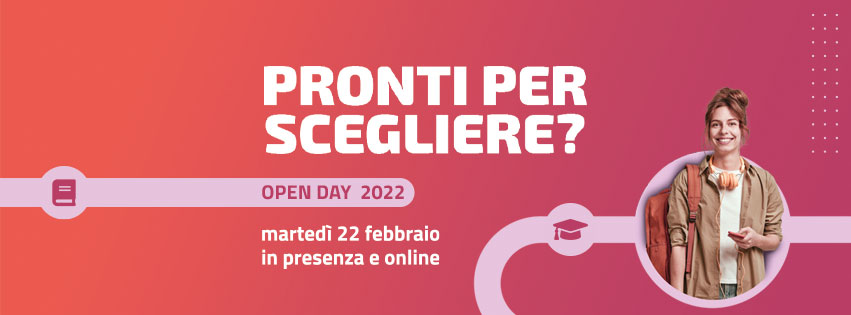 PRONTI PER
SCEGLIERE?
OPEN DAY 2022
martedì 22 febbraio
in presenza e online